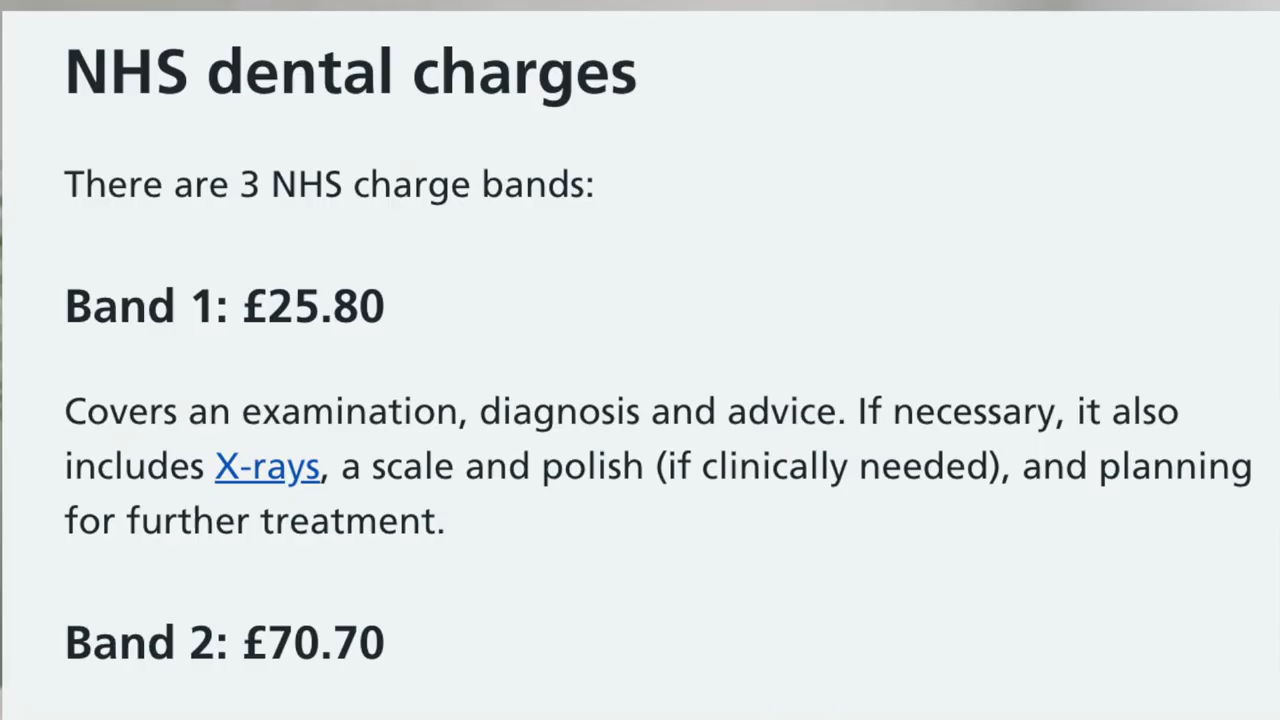 NHS dental charges
There are 3 NHS charge bands:
Band 1: £25.80
Covers an examination, diagnosis and advice. If necessary, it also
includes X-rays, a scale and polish (if clinically needed), and planning
for further treatment.
Band 2: £70.70